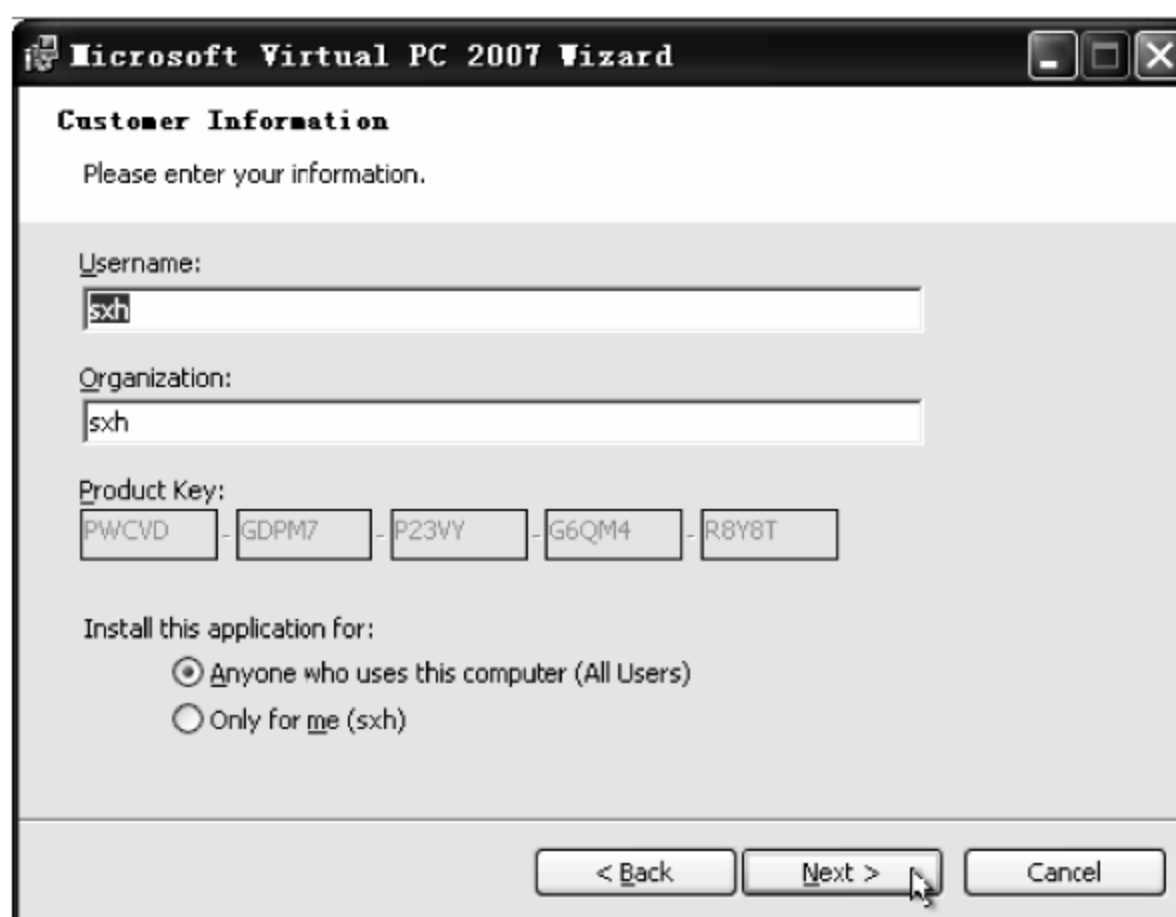 Microsoft Virtual PC 2007 Wizard
Customer Information
Please enter your information.
Username:
sxh
Organization:
sxh
Product Key:
PWCVD - GDPM7 - P23VY - G6QM4 - R8Y8T
Install this application for:
Anyone who uses this computer (All Users)
Only for me (sxh)
< Back Next > Cancel